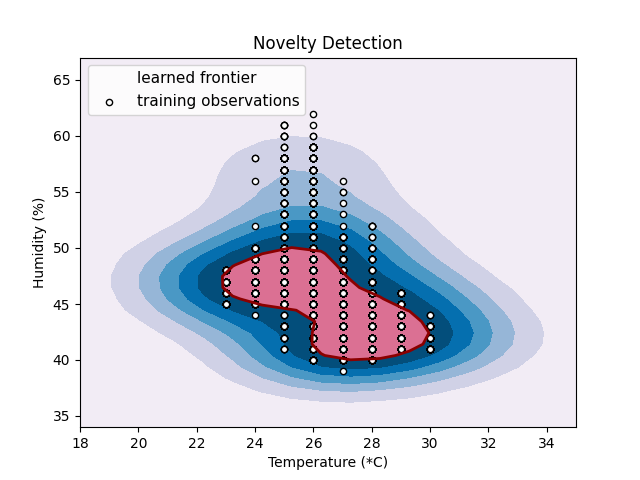 Novelty Detection
learned frontier
training observations
65
60
55
50
45
40
35
Humidity (%)
18 20 22 24 26 28 30 32 34
Temperature (*C)